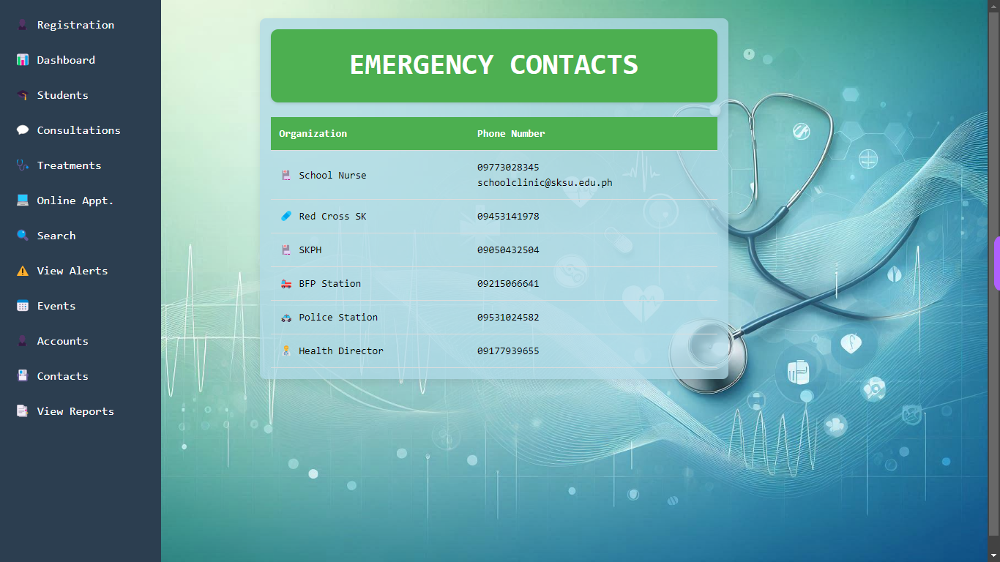 Registration
Dashboard
Students
Consultations
Treatments
Online Appt.
Search
View Alerts
Events
Accounts
Contacts
View Reports
EMERGENCY CONTACTS
Organization Phone Number
School Nurse 09773028345
schoolclinic@sksu.edu.ph
Red Cross SK 09453141978
SKPH 09050432504
BFP Station 09215066641
Police Station 09531024582
Health Director 09177939655